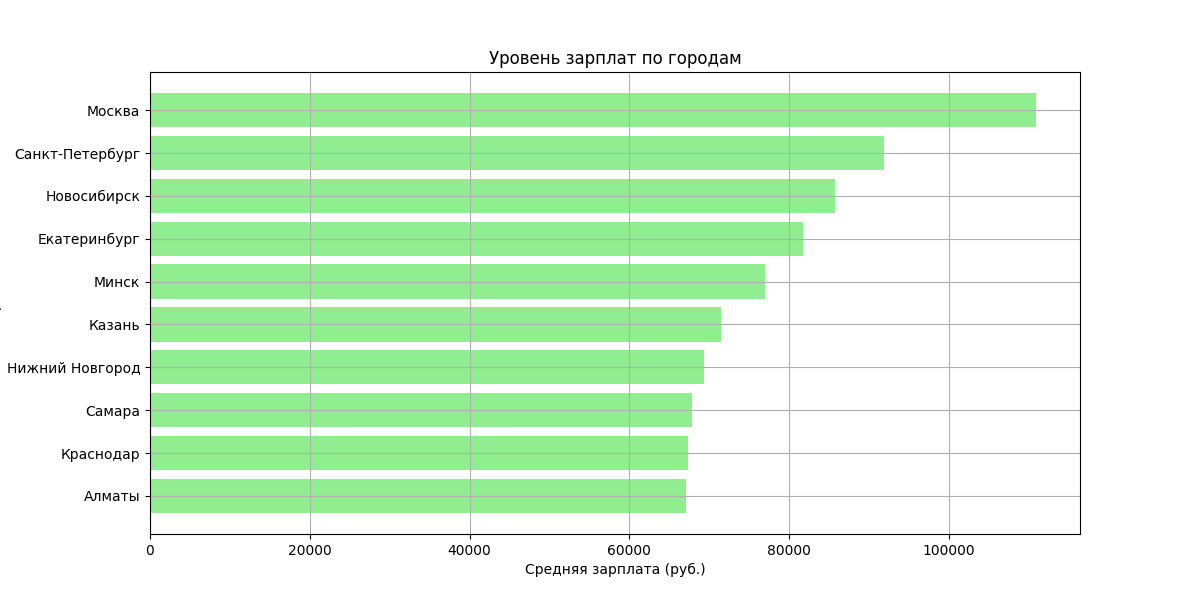 Уровень зарплат по городам
Москва
Санкт-Петербург
Новосибирск
Екатеринбург
Минск
Казань
Нижний Новгород
Самара
Краснодар
Алматы
0 20000 40000 60000 80000 100000
Средняя зарплата (руб.)